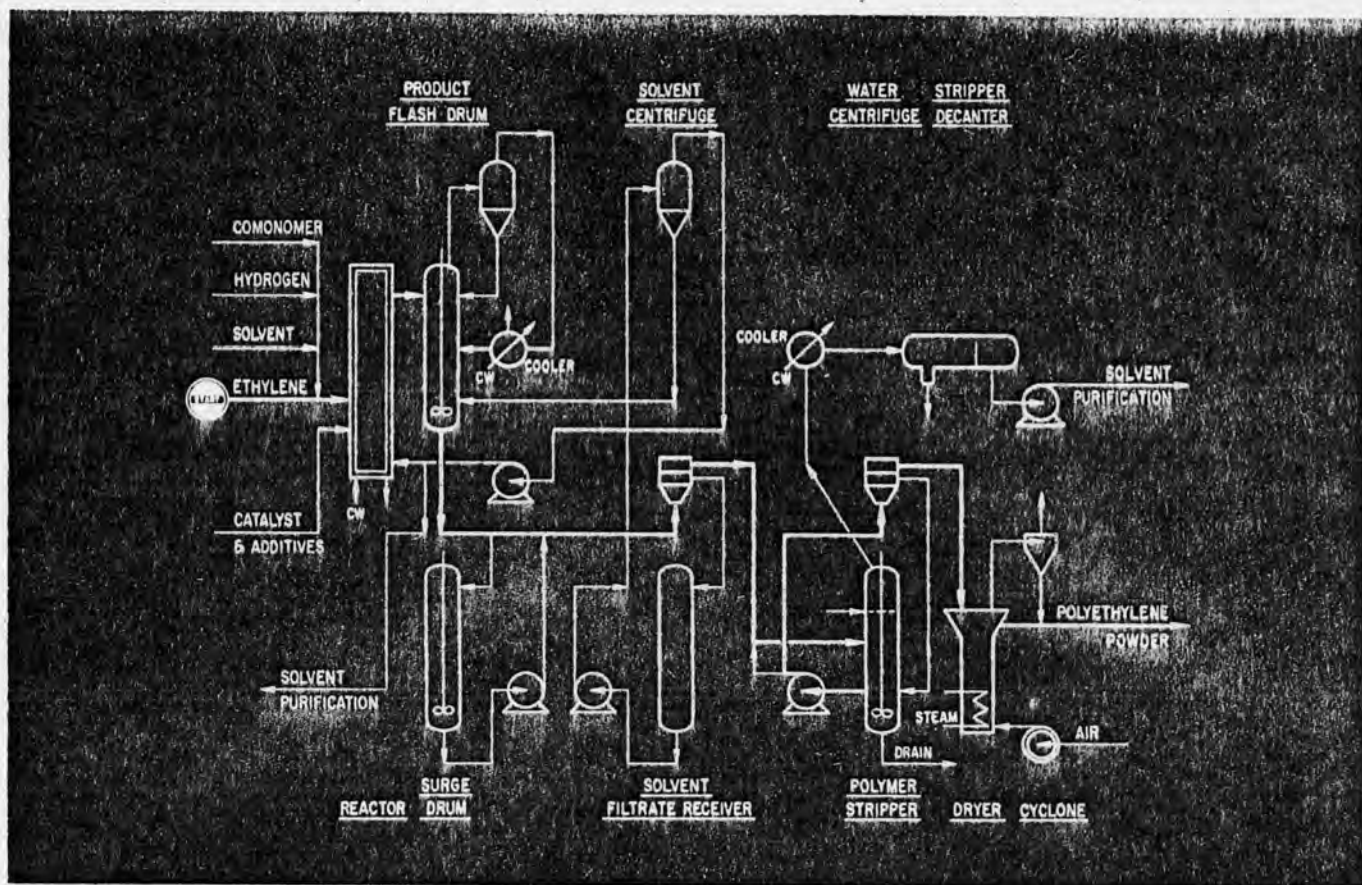 PRODUCT
FLASH DRUM
SOLVENT
CENTRIFUGE
WATER
CENTRIFUGE
STRIPPER
DECANTER
COMONOMER
HYDROGEN
SOLVENT
START
ETHYLENE
CATALYST
& ADDITIVES
CW
CW
COOLER
COOLER
CW
SOLVENT
PURIFICATION
SOLVENT
PURIFICATION
POLYETHYLENE
POWDER
STEAM
AIR
DRAIN
REACTOR
SURGE
DRUM
SOLVENT
FILTRATE RECEIVER
POLYMER
STRIPPER
DRYER
CYCLONE